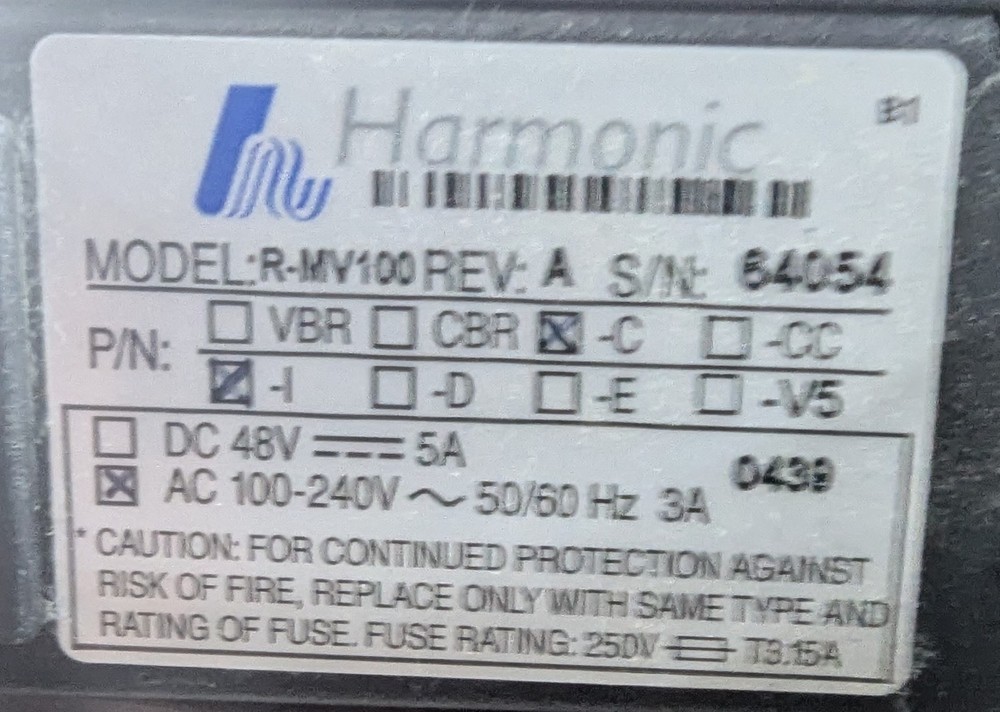 Harmonic
MODEL: R-MV100 REV: A S/N: 64054
P/N: ☐ VBR ☐ CBR ☒ -C ☐ -CC
☒ -I ☐ -D ☐ -E ☐ -V5
☐ DC 48V ⎓ 5A
0439
☒ AC 100-240V ~ 50/60 Hz 3A
* CAUTION: FOR CONTINUED PROTECTION AGAINST
RISK OF FIRE, REPLACE ONLY WITH SAME TYPE AND
RATING OF FUSE. FUSE RATING: 250V T3.15A